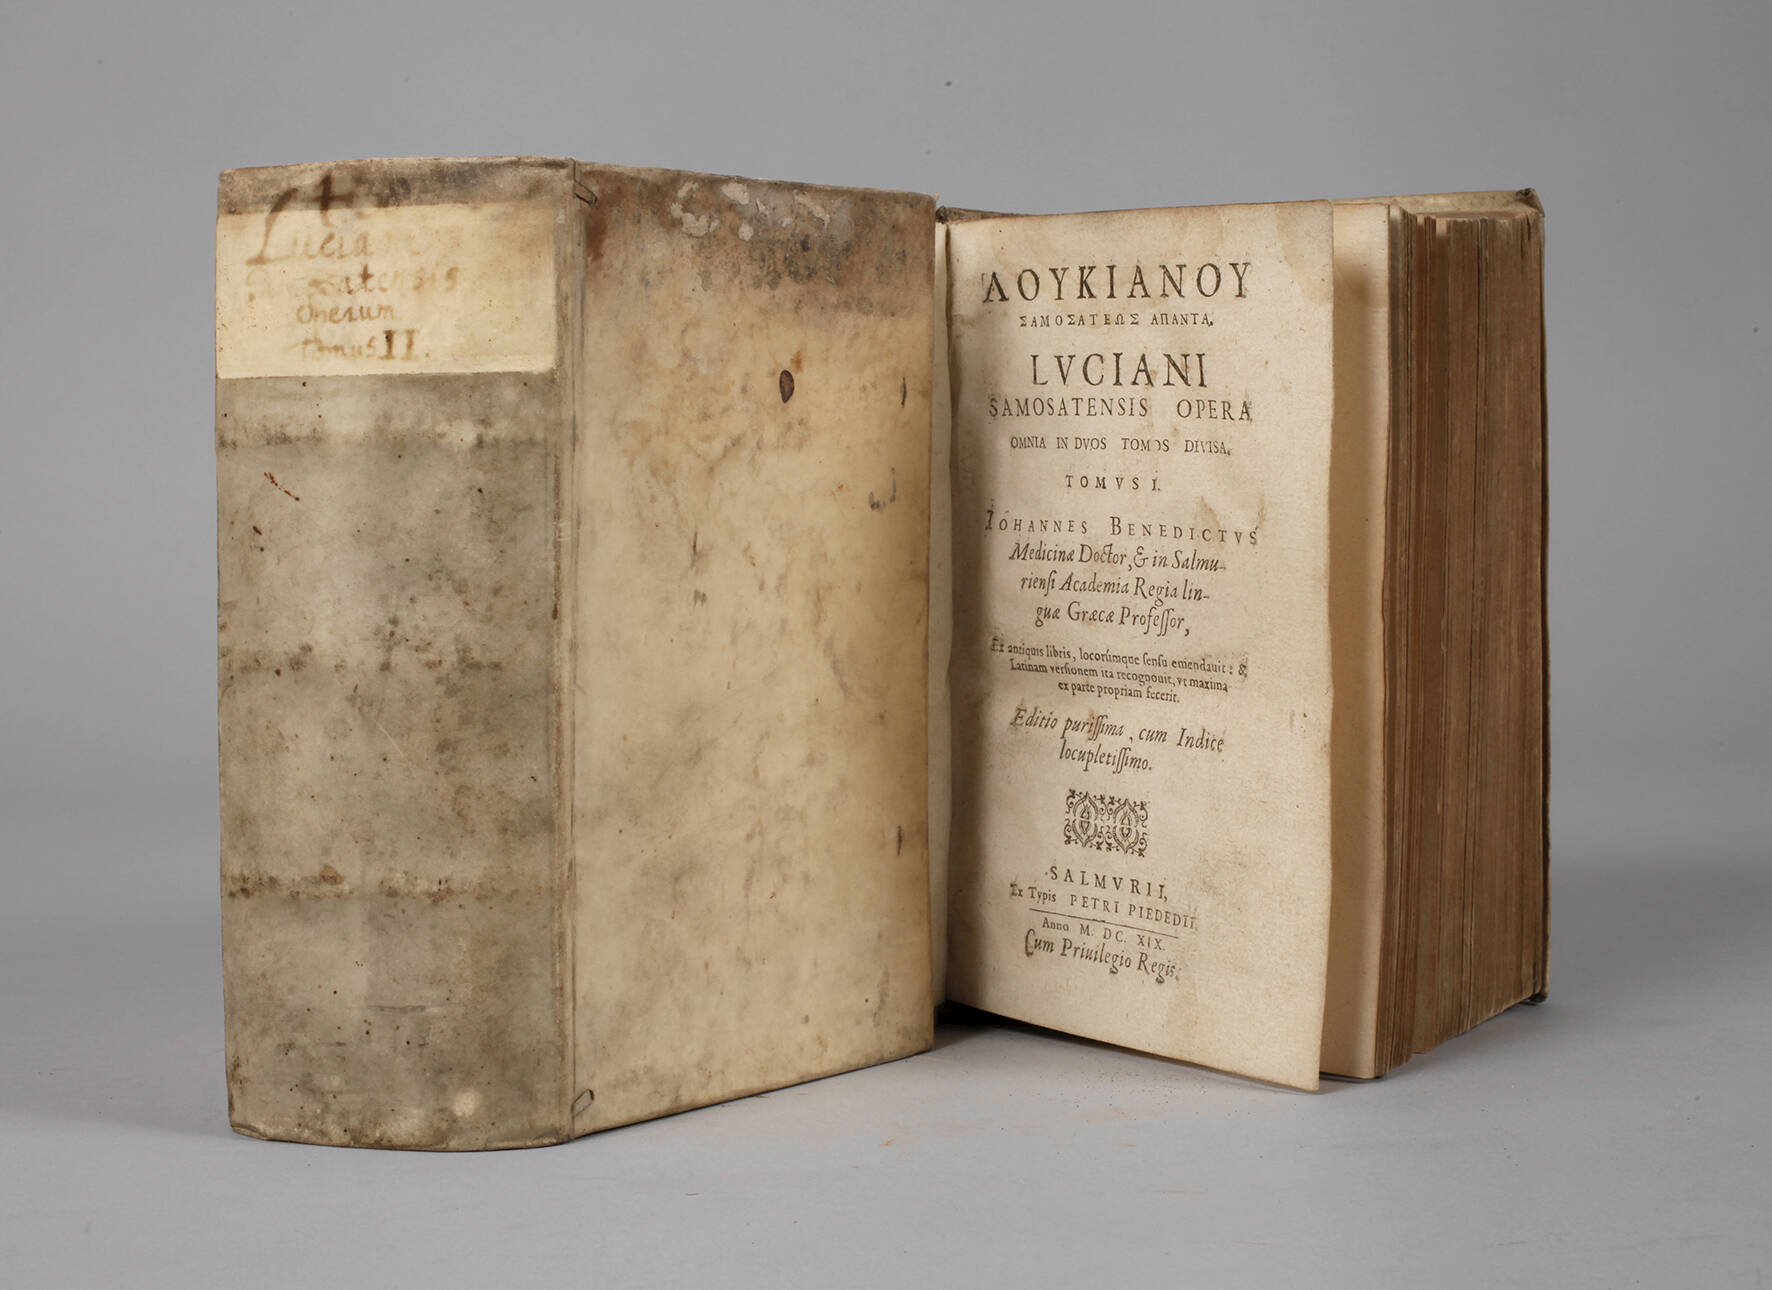 Lucia
atensis
operum
tomus II.
ΛΟΥΚΙΑΝΟΥ
ΣΑΜΟΣΑΤΕΩΣ ΑΠΑΝΤΑ,
LVCIANI
SAMOSATENSIS OPERA
OMNIA IN DVOS TOMOS DIVISA,
TOMVS I.
IOHANNES BENEDICTVS
Medicinæ Doctor, & in Salmu-
riensi Academia Regia lin-
guæ Græcæ Professor,
Ex antiquis libris, locorúmque sensu emendauit: &
Latinam versionem ita recognouit, vt maxima
ex parte propriam fecerit.
Editio purissima, cum Indice
locupletissimo.
SALMVRII,
Ex Typis PETRI PIEDEDII
Anno M. DC. XIX.
Cum Priuilegio Regis.